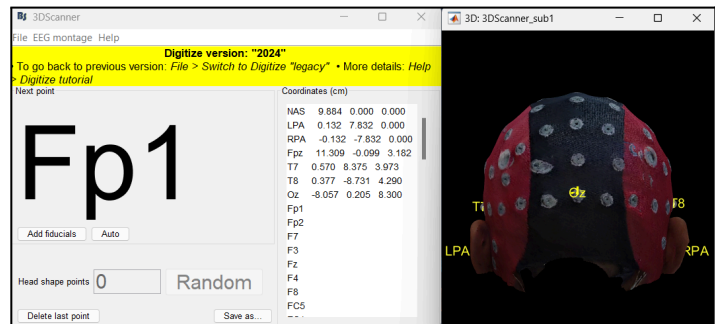 3DScanner
File EEG montage Help
Digitize version: "2024"
• To go back to previous version: File > Switch to Digitize "legacy" • More details: Help
> Digitize tutorial
Next point
Fp1
Add fiducials Auto
Head shape points 0 Random
Delete last point Save as...
Coordinates (cm)
NAS 9.884 0.000 0.000
LPA 0.132 7.832 0.000
RPA -0.132 -7.832 0.000
Fpz 11.309 -0.099 3.182
T7 0.570 8.375 3.973
T8 0.377 -8.731 4.290
Oz -8.057 0.205 8.300
Fp1
Fp2
F7
F3
Fz
F4
F8
FC5
3D: 3DScanner_sub1
Oz
T8
LPA
RPA